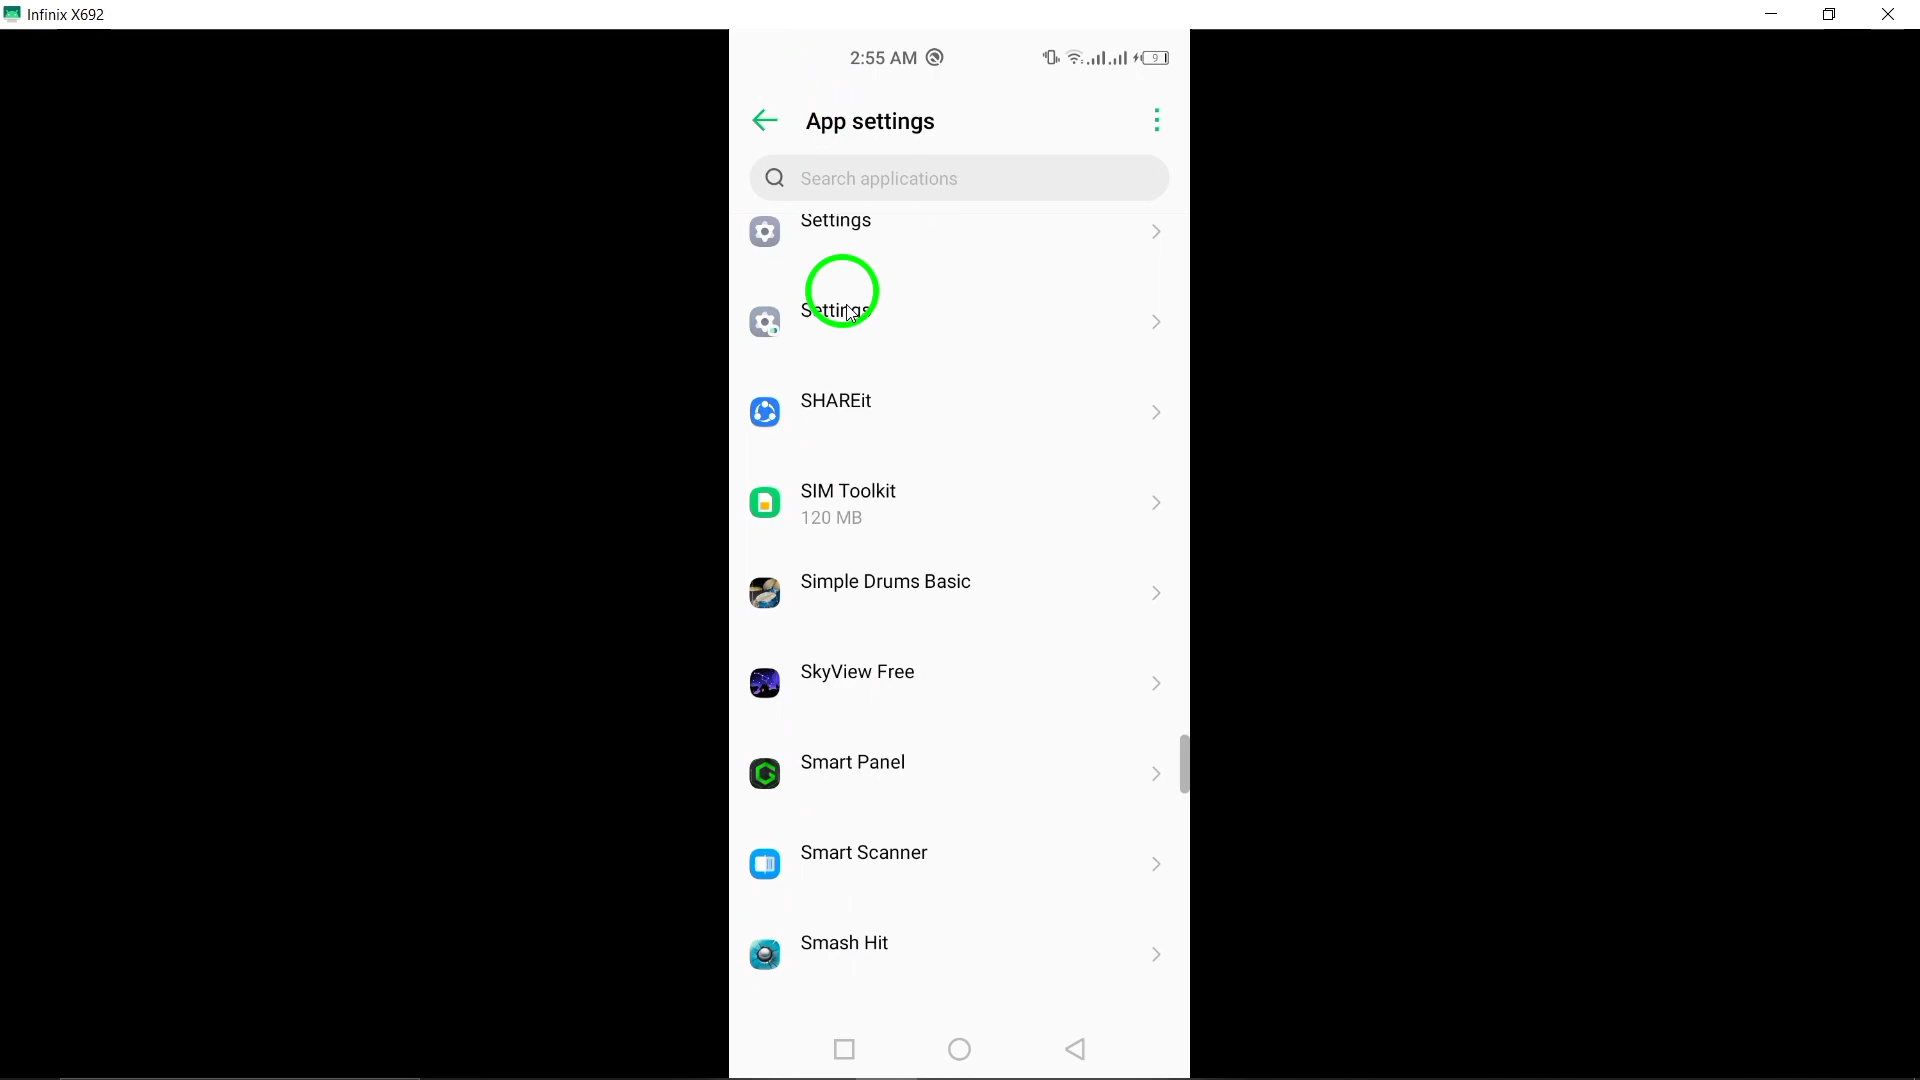 Infinix X692
2:55 AM
9
App settings
Search applications
Settings
Settings
SHAREit
SIM Toolkit
120 MB
Simple Drums Basic
SkyView Free
Smart Panel
Smart Scanner
Smash Hit